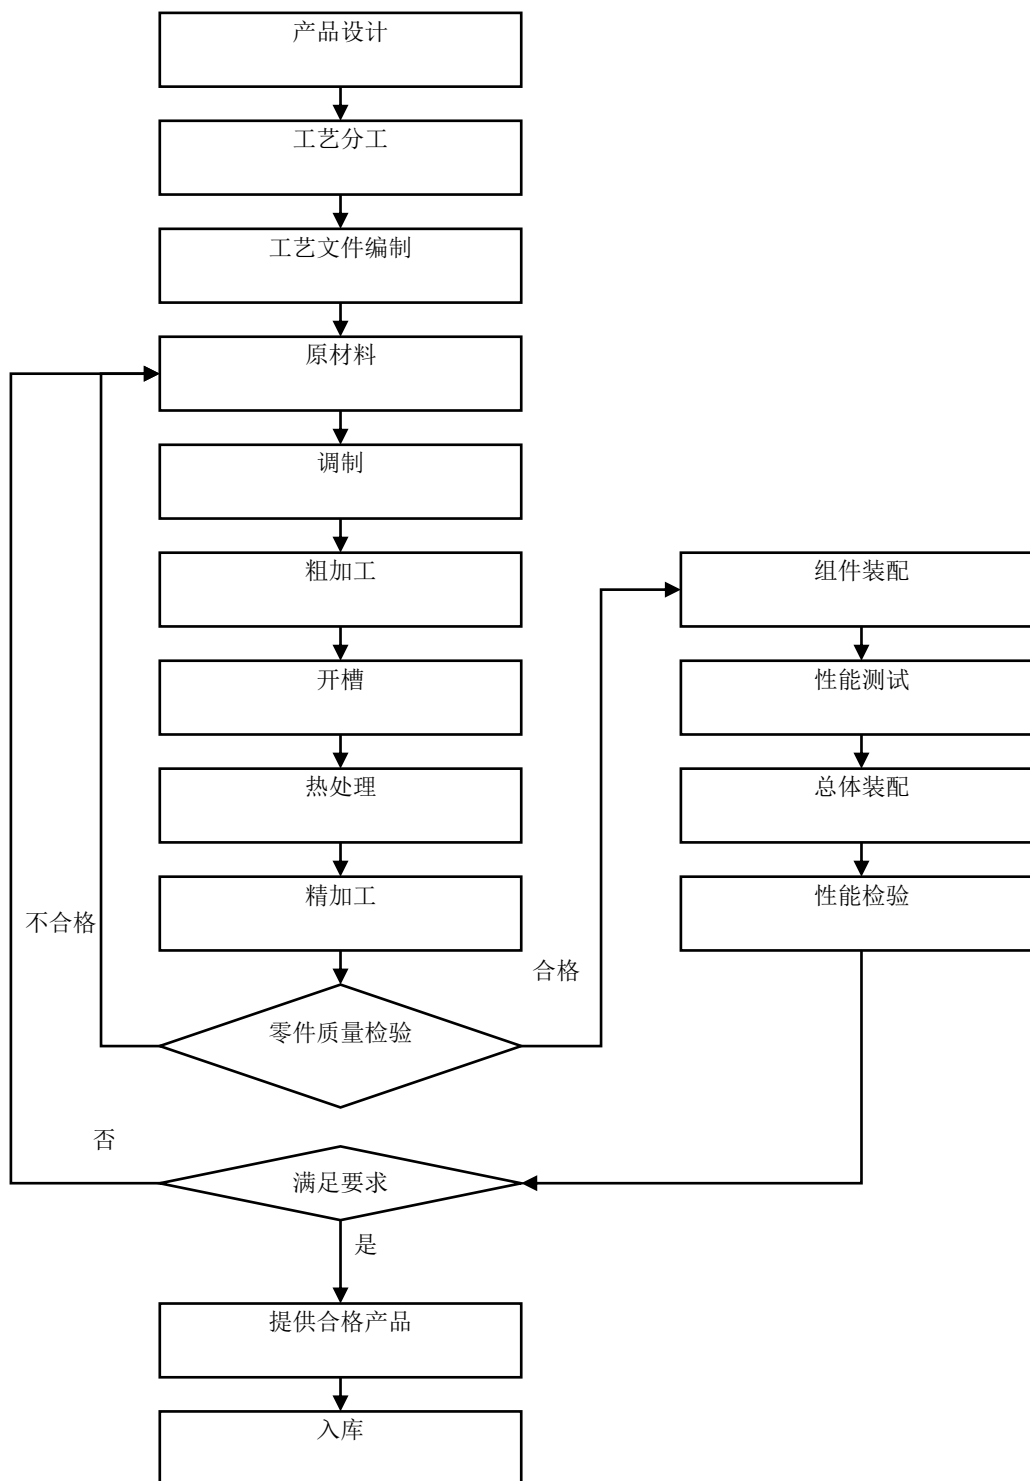 产品设计
工艺分工
工艺文件编制
原材料
调制
粗加工
开槽
热处理
精加工
不合格
零件质量检验
合格
组件装配
性能测试
总体装配
性能检验
否
满足要求
是
提供合格产品
入库